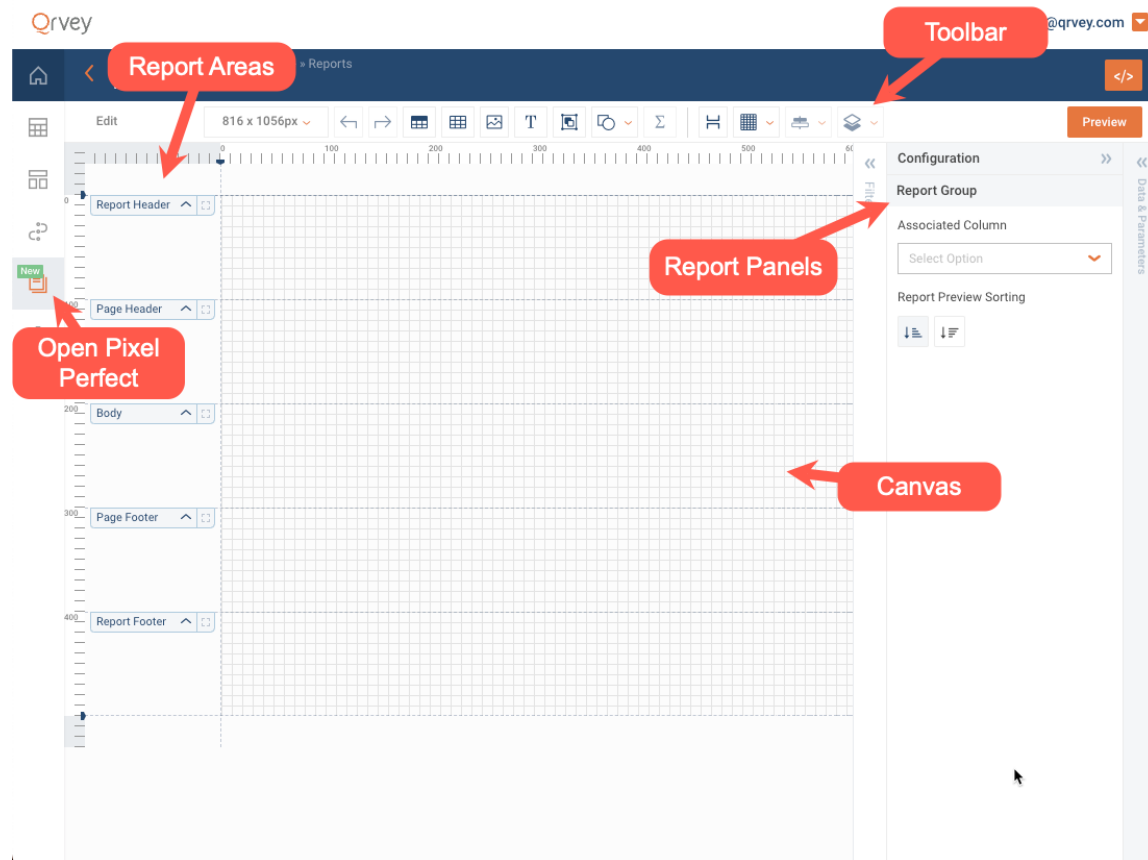 Qrvey
Toolbar
@qrvey.com
Report Areas
» Reports
</>
Edit
816 x 1056px
T
Σ
Preview
0 100 200 300 400 500
Configuration
Report Group
Associated Column
Select Option
Report Preview Sorting
Data & Parameters
0
Report Header
Report Panels
New
Page Header
Open Pixel
Perfect
200
Body
Canvas
300
Page Footer
400
Report Footer